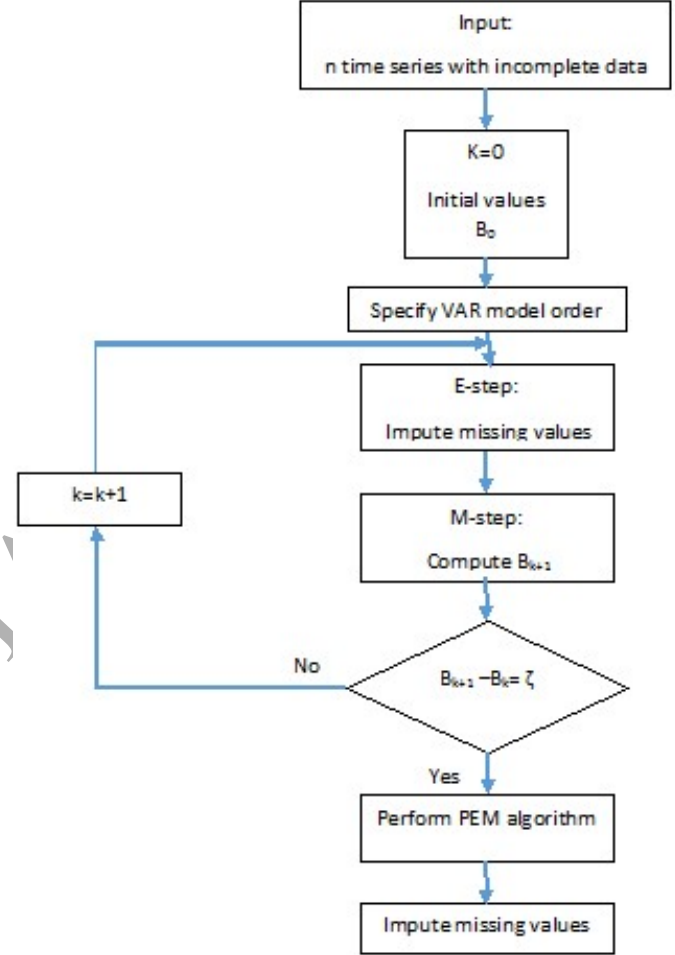 Input:
n time series with incomplete data
K=0
Initial values
B₀
Specify VAR model order
E-step:
Impute missing values
k=k+1
M-step:
Compute Bₖ₊₁
No
Bₖ₊₁ –Bₖ= ζ
Yes
Perform PEM algorithm
Impute missing values